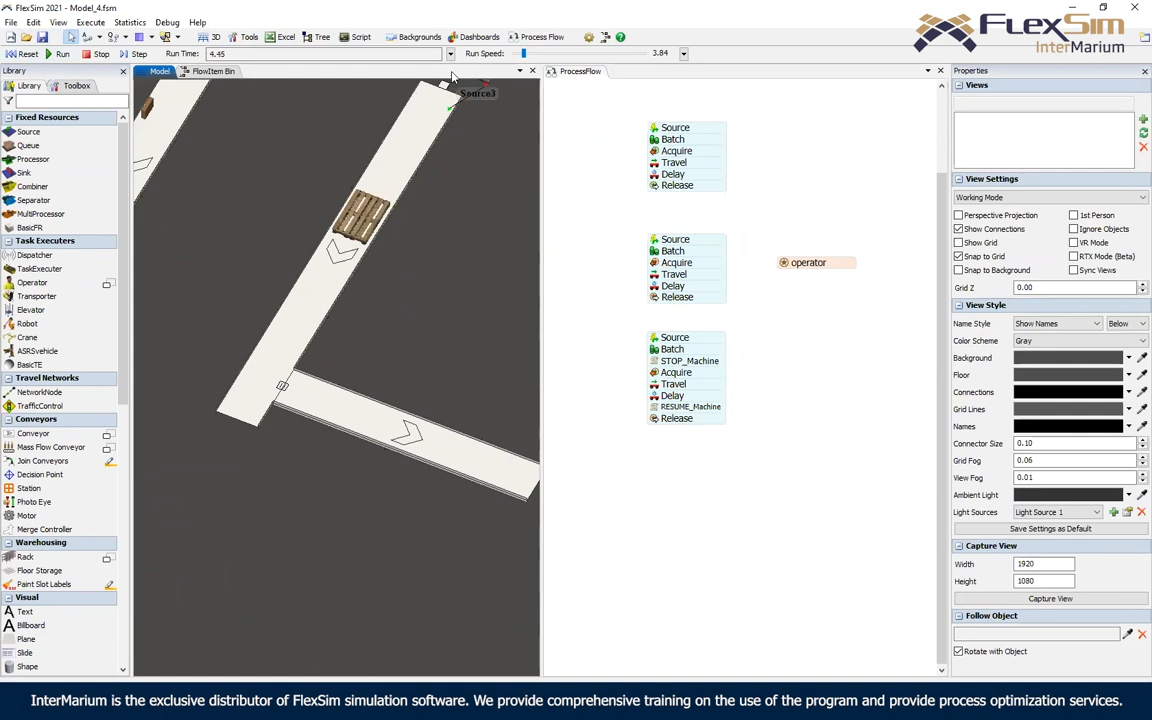 FlexSim 2021 - Model_4.fsm
File Edit View Execute Statistics Debug Help
3D Tools Excel Tree Script Backgrounds Dashboards Process Flow
Reset Run Stop Step Run Time: 4.45 Run Speed: 3.84
FLEXSIM
InterMarium
Library
Library Toolbox
Fixed Resources
Source
Queue
Processor
Sink
Combiner
Separator
MultiProcessor
BasicFR
Task Executers
Dispatcher
TaskExecuter
Operator
Transporter
Elevator
Robot
Crane
ASRSvehicle
BasicTE
Travel Networks
NetworkNode
TrafficControl
Conveyors
Conveyor
Mass Flow Conveyor
Join Conveyors
Decision Point
Station
Photo Eye
Motor
Merge Controller
Warehousing
Rack
Floor Storage
Paint Slot Labels
Visual
Text
Billboard
Plane
Slide
Shape
Model FlowItem Bin
Source3
ProcessFlow
Source
Batch
Acquire
Travel
Delay
Release
Source
Batch
Acquire
Travel
Delay
Release
operator
Source
Batch
STOP_Machine
Acquire
Travel
Delay
RESUME_Machine
Release
Properties
Views
View Settings
Working Mode
Perspective Projection 1st Person
Show Connections Ignore Objects
Show Grid VR Mode
Snap to Grid RTX Mode (Beta)
Snap to Background Sync Views
Grid Z 0.00
View Style
Name Style Show Names Below
Color Scheme Gray
Background
Floor
Connections
Grid Lines
Names
Connector Size 0.10
Grid Fog 0.06
View Fog 0.01
Ambient Light
Light Sources Light Source 1
Save Settings as Default
Capture View
Width 1920
Height 1080
Capture View
Follow Object
Rotate with Object
InterMarium is the exclusive distributor of FlexSim simulation software. We provide comprehensive training on the use of the program and provide process optimization services.